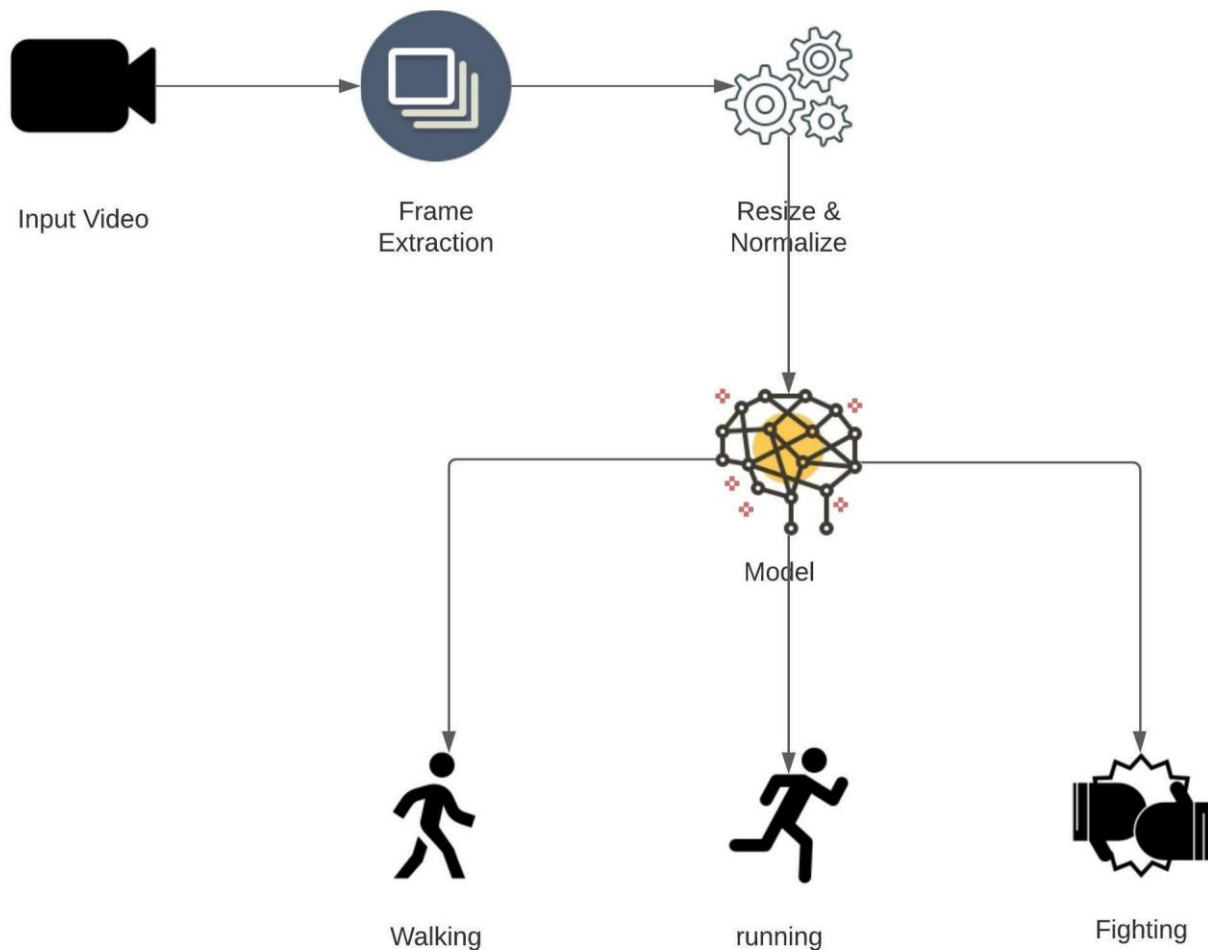 Input Video
Frame
Extraction
Resize &
Normalize
Model
Walking
running
Fighting